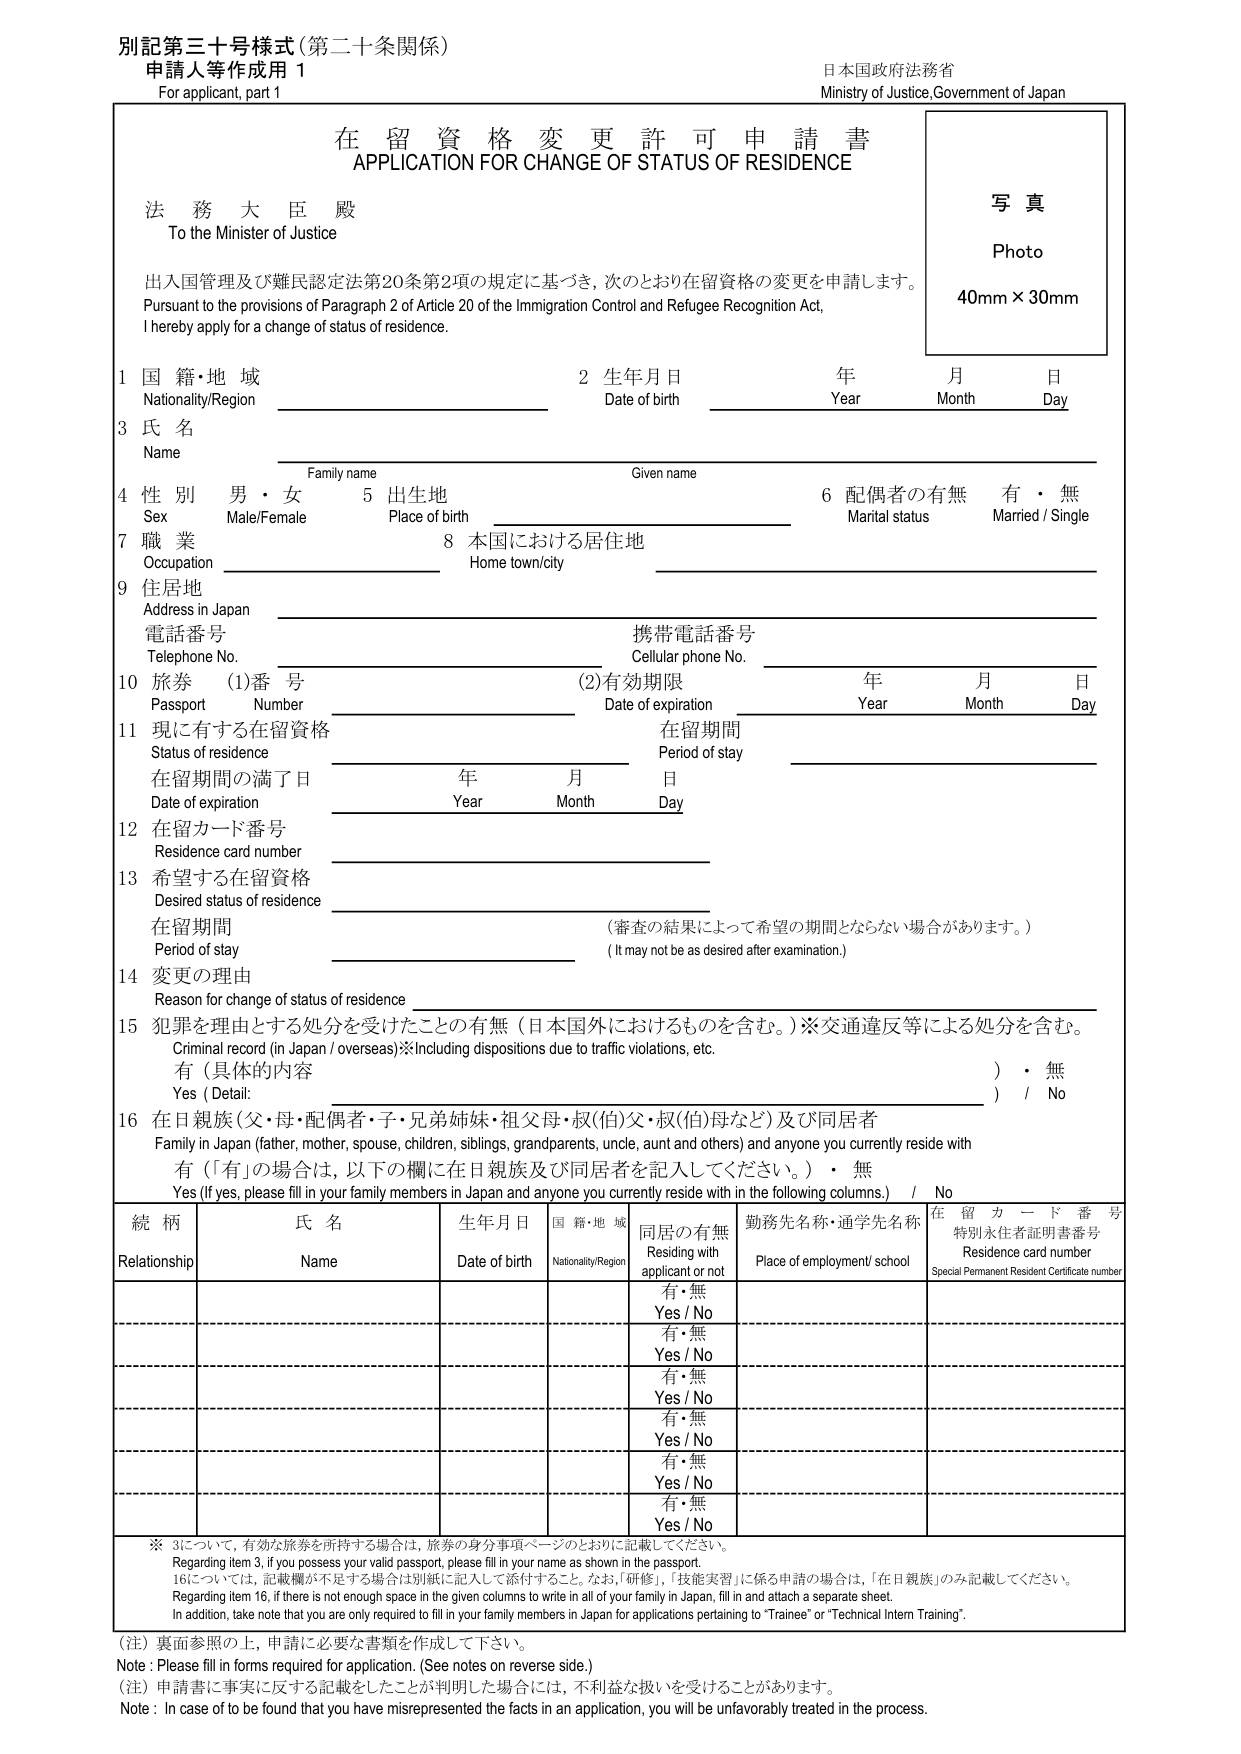 別記第三十号様式（第二十条関係）
申請人等作成用 1
For applicant, part 1
日本国政府法務省
Ministry of Justice,Government of Japan
在 留 資 格 変 更 許 可 申 請 書
APPLICATION FOR CHANGE OF STATUS OF RESIDENCE
写 真
Photo
40mm×30mm
法 務 大 臣 殿
To the Minister of Justice
出入国管理及び難民認定法第20条第2項の規定に基づき，次のとおり在留資格の変更を申請します。
Pursuant to the provisions of Paragraph 2 of Article 20 of the Immigration Control and Refugee Recognition Act,
I hereby apply for a change of status of residence.
1 国 籍・地 域 2 生年月日 年 月 日
Nationality/Region Date of birth Year Month Day
3 氏 名
Name
Family name Given name
4 性 別 男 ・ 女 5 出生地 6 配偶者の有無 有 ・ 無
Sex Male/Female Place of birth Marital status Married / Single
7 職 業 8 本国における居住地
Occupation Home town/city
9 住居地
Address in Japan
電話番号 携帯電話番号
Telephone No. Cellular phone No.
10 旅券 (1)番 号 (2)有効期限 年 月 日
Passport Number Date of expiration Year Month Day
11 現に有する在留資格 在留期間
Status of residence Period of stay
在留期間の満了日 年 月 日
Date of expiration Year Month Day
12 在留カード番号
Residence card number
13 希望する在留資格
Desired status of residence
在留期間 （審査の結果によって希望の期間とならない場合があります。）
Period of stay ( It may not be as desired after examination.)
14 変更の理由
Reason for change of status of residence
15 犯罪を理由とする処分を受けたことの有無（日本国外におけるものを含む。）※交通違反等による処分を含む。
Criminal record (in Japan / overseas)※Including dispositions due to traffic violations, etc.
有（具体的内容 ） ・ 無
Yes ( Detail: ) / No
16 在日親族（父・母・配偶者・子・兄弟姉妹・祖父母・叔(伯)父・叔(伯)母など）及び同居者
Family in Japan (father, mother, spouse, children, siblings, grandparents, uncle, aunt and others) and anyone you currently reside with
有（「有」の場合は，以下の欄に在日親族及び同居者を記入してください。） ・ 無
Yes (If yes, please fill in your family members in Japan and anyone you currently reside with in the following columns.) / No
続 柄
Relationship
氏 名
Name
生年月日
Date of birth
国 籍・地 域
Nationality/Region
同居の有無
Residing with
applicant or not
勤務先名称・通学先名称
Place of employment/ school
在 留 カ ー ド 番 号
特別永住者証明書番号
Residence card number
Special Permanent Resident Certificate number
有・無
Yes / No
有・無
Yes / No
有・無
Yes / No
有・無
Yes / No
有・無
Yes / No
有・無
Yes / No
※ 3について，有効な旅券を所持する場合は，旅券の身分事項ページのとおりに記載してください。
Regarding item 3, if you possess your valid passport, please fill in your name as shown in the passport.
16については，記載欄が不足する場合は別紙に記入して添付すること。なお，「研修」，「技能実習」に係る申請の場合は，「在日親族」のみ記載してください。
Regarding item 16, if there is not enough space in the given columns to write in all of your family in Japan, fill in and attach a separate sheet.
In addition, take note that you are only required to fill in your family members in Japan for applications pertaining to “Trainee” or “Technical Intern Training”.
（注）裏面参照の上，申請に必要な書類を作成して下さい。
Note : Please fill in forms required for application. (See notes on reverse side.)
（注）申請書に事実に反する記載をしたことが判明した場合には，不利益な扱いを受けることがあります。
Note : In case of to be found that you have misrepresented the facts in an application, you will be unfavorably treated in the process.